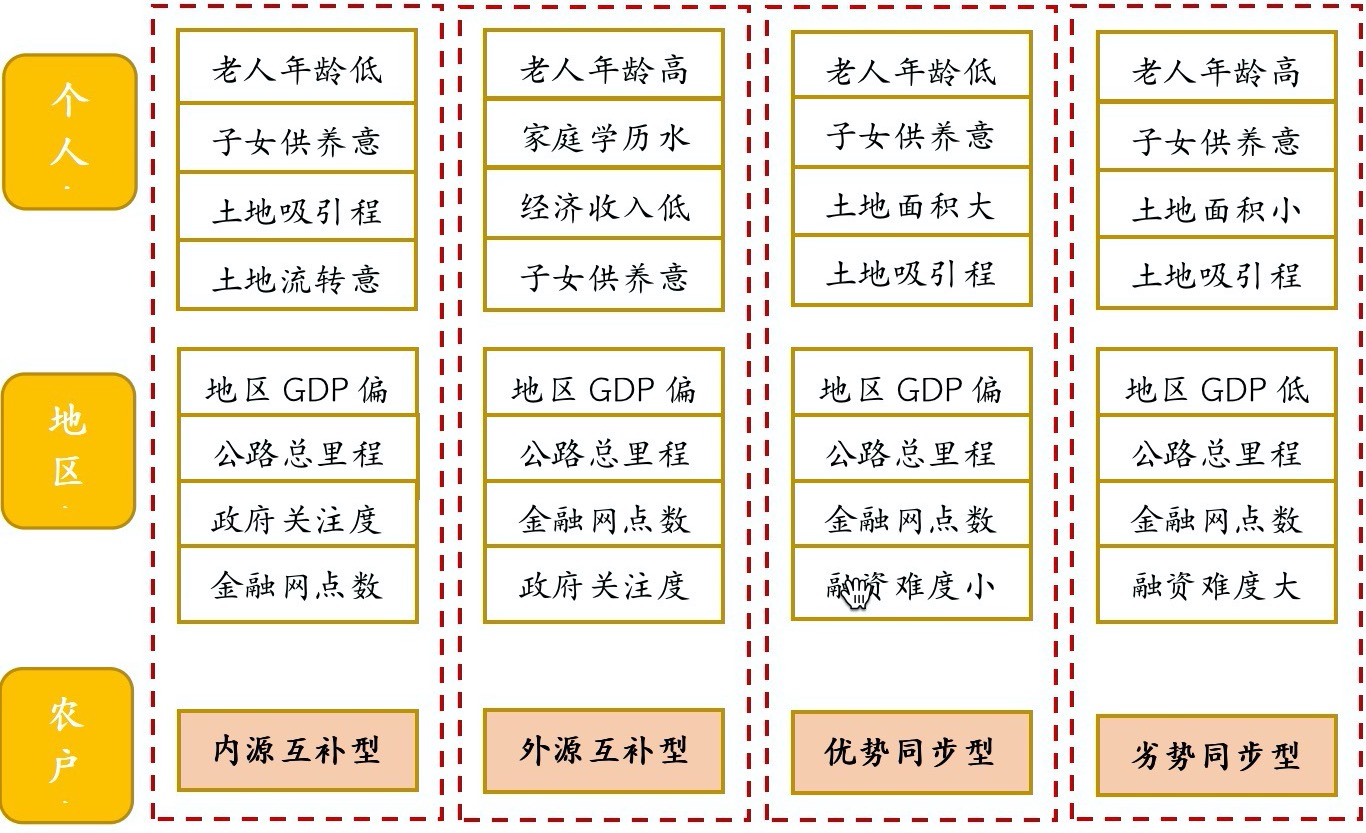 个
人
老人年龄低
子女供养意
土地吸引程
土地流转意
老人年龄高
家庭学历水
经济收入低
子女供养意
老人年龄低
子女供养意
土地面积大
土地吸引程
老人年龄高
子女供养意
土地面积小
土地吸引程
地
区
地区 GDP 偏
公路总里程
政府关注度
金融网点数
地区 GDP 偏
公路总里程
金融网点数
政府关注度
地区 GDP 偏
公路总里程
金融网点数
融资难度小
地区 GDP 低
公路总里程
金融网点数
融资难度大
农
户
内源互补型
外源互补型
优势同步型
劣势同步型